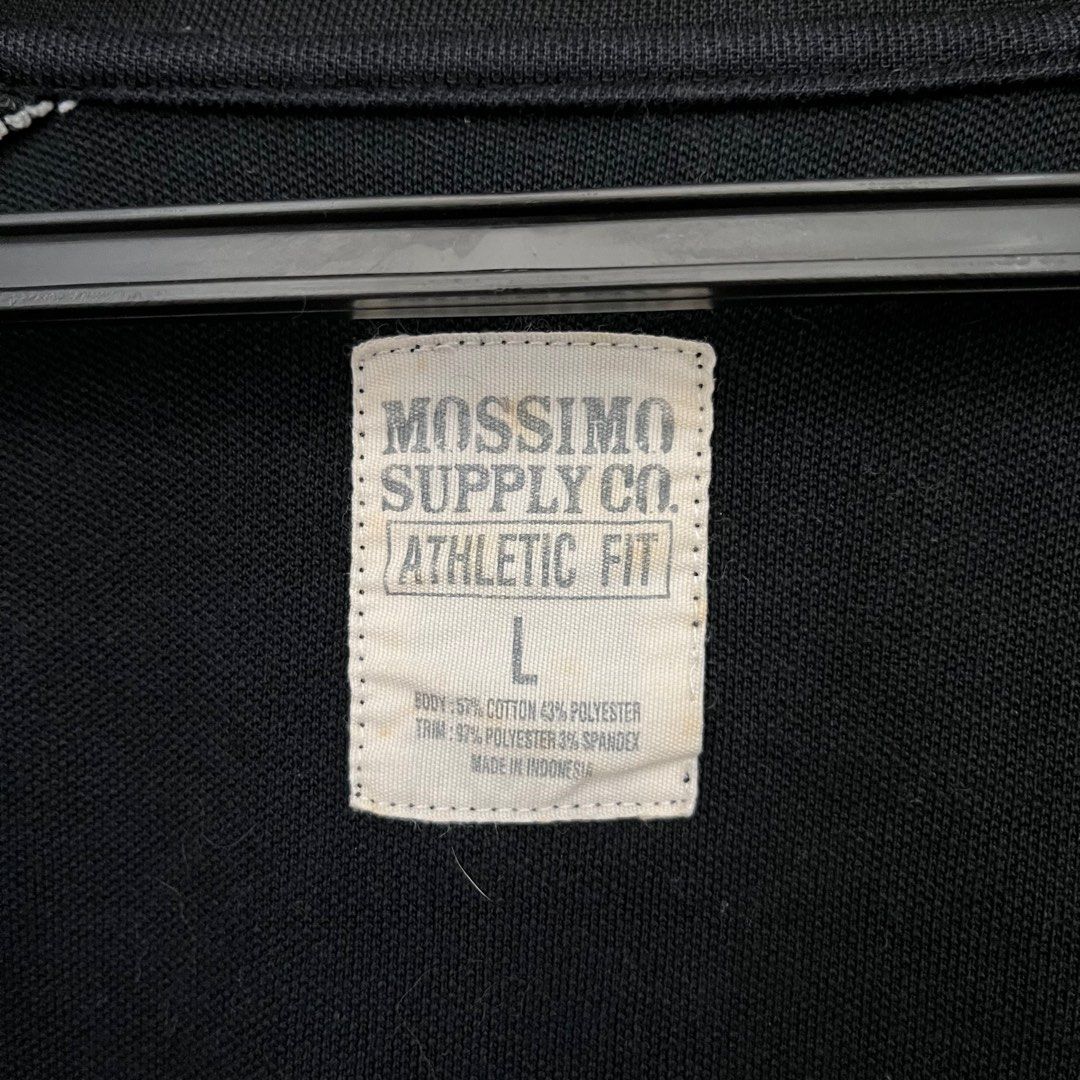 MOSSIMO
SUPPLY CO.
ATHLETIC FIT
L
BODY : 57% COTTON 43% POLYESTER
TRIM : 97% POLYESTER 3% SPANDEX
MADE IN INDONESIA